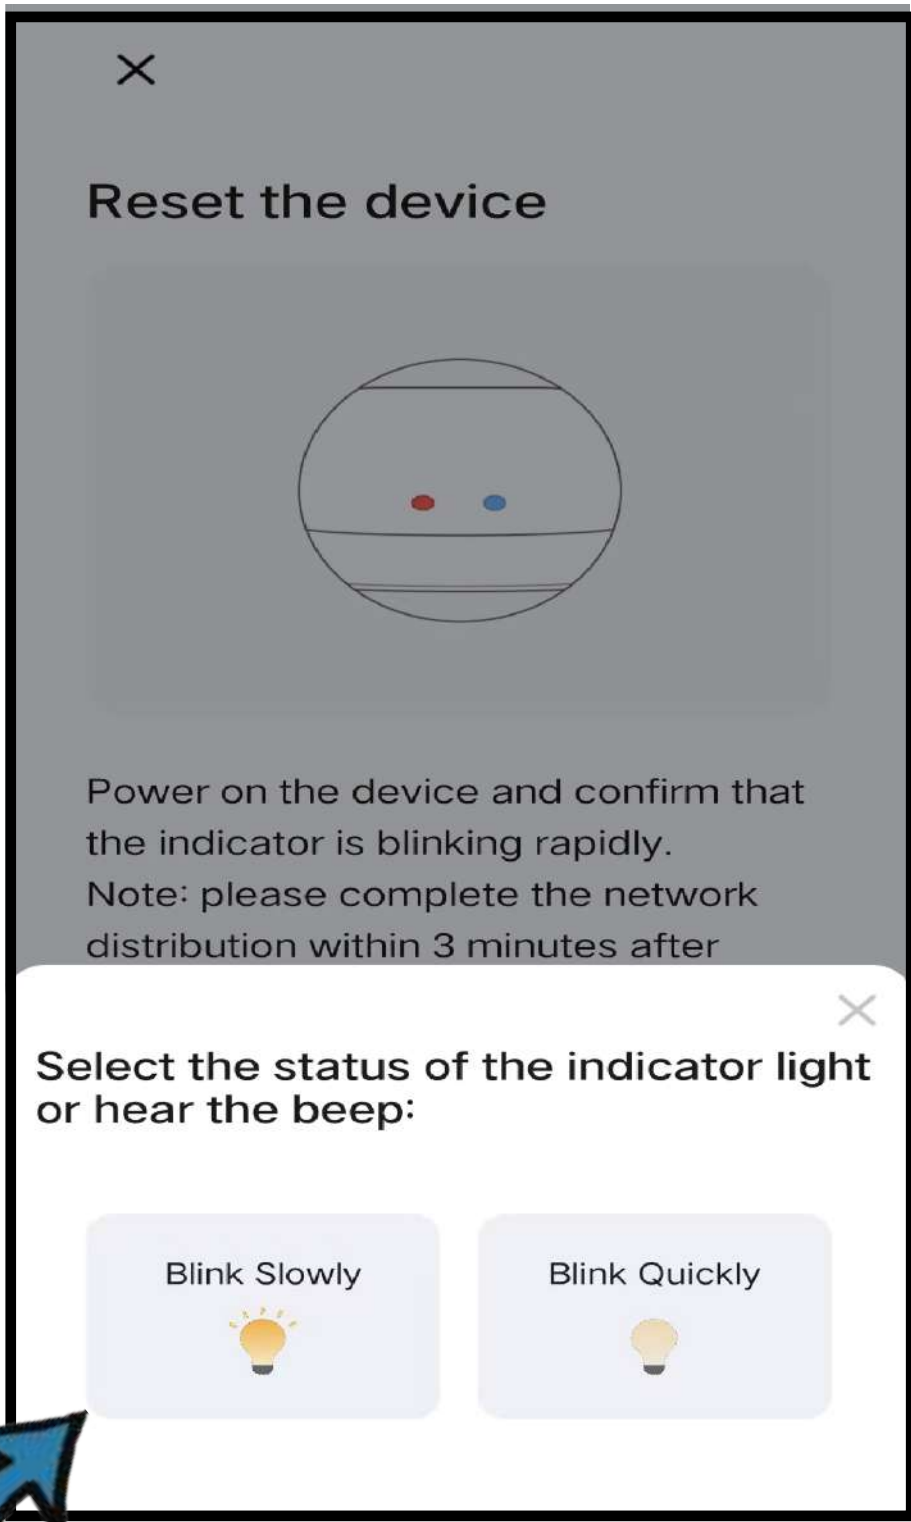 Reset the device
Power on the device and confirm that
the indicator is blinking rapidly.
Note: please complete the network
distribution within 3 minutes after
Select the status of the indicator light
or hear the beep:
Blink Slowly
Blink Quickly